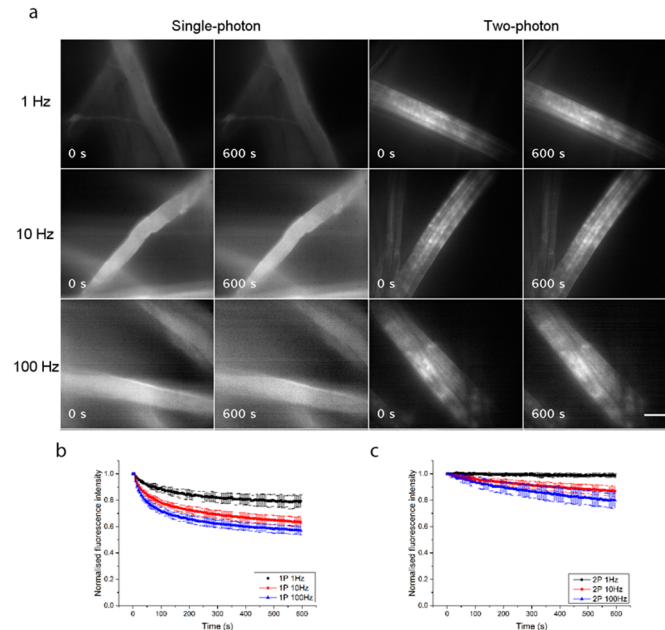 a
Single-photon Two-photon
1 Hz
0 s 600 s 0 s 600 s
10 Hz
0 s 600 s 0 s 600 s
100 Hz
0 s 600 s 0 s 600 s
b
Normalised fluorescence intensity
1.0
0.8
0.6
0.4
0.2
0.0
0 100 200 300 400 500 600
Time (s)
1P 1Hz
1P 10Hz
1P 100Hz
c
Normalised fluorescence intensity
1.0
0.8
0.6
0.4
0.2
0.0
0 100 200 300 400 500 600
Time (s)
2P 1Hz
2P 10Hz
2P 100Hz